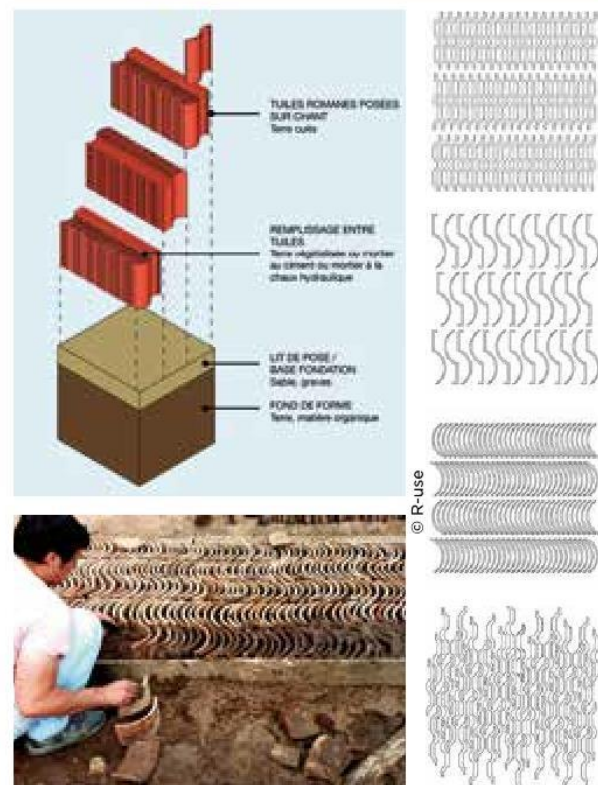 TUILES ROMANES POSÉES
SUR CHANT
Terre cuite
REMPLISSAGE ENTRE
TUILES
Terre végétalisée ou mortier
au ciment ou mortier à la
chaux hydraulique
LIT DE POSE /
BASE FONDATION
Sable, graves
FOND DE FORME
Terre, matière organique
© R-use